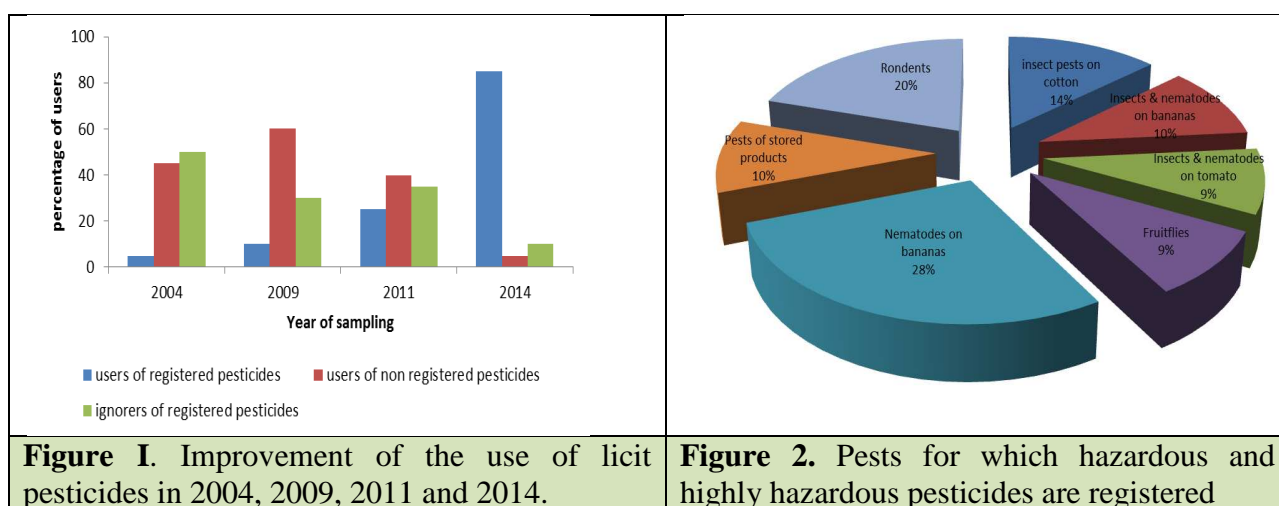 100
80
60
40
20
0
percentage of users
2004
2009
2011
2014
Year of sampling
users of registered pesticides
users of non registered pesticides
ignorers of registered pesticides
Rondents
20%
insect pests on
cotton
14%
Insects & nematodes
on bananas
10%
Insects & nematodes
on tomato
9%
Fruitflies
9%
Nematodes on
bananas
28%
Pests of stored
products
10%
Figure I. Improvement of the use of licit
pesticides in 2004, 2009, 2011 and 2014.
Figure 2. Pests for which hazardous and
highly hazardous pesticides are registered